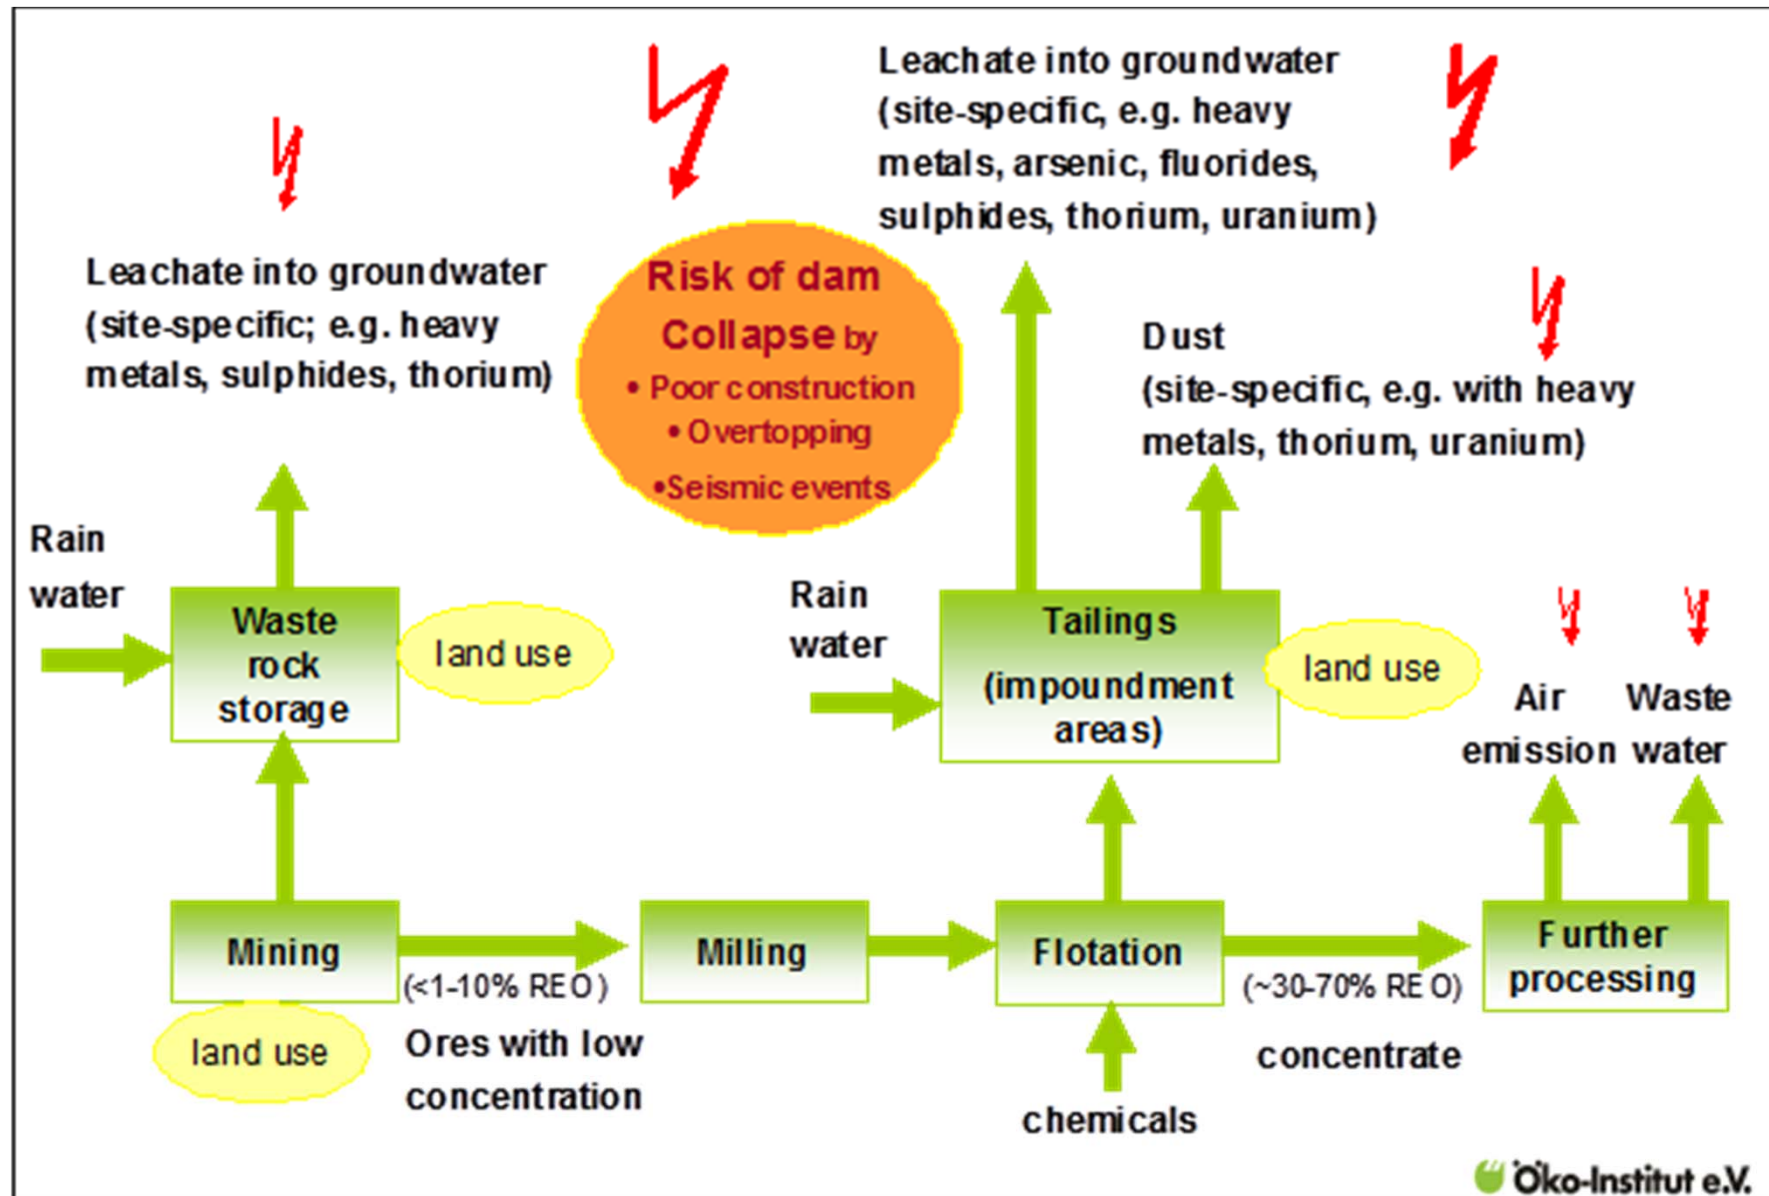 Leachate into groundwater
(site-specific; e.g. heavy
metals, sulphides, thorium)
Risk of dam
Collapse by
• Poor construction
• Overtopping
•Seismic events
Leachate into groundwater
(site-specific, e.g. heavy
metals, arsenic, fluorides,
sulphides, thorium, uranium)
Dust
(site-specific, e.g. with heavy
metals, thorium, uranium)
Rain
water
Waste
rock
storage
land use
Rain
water
Tailings
(impoundment
areas)
land use
Air
emission
Waste
water
Mining
land use
(<1-10% REO)
Ores with low
concentration
Milling
Flotation
chemicals
(~30-70% REO)
concentrate
Further
processing
Öko-Institut e.V.